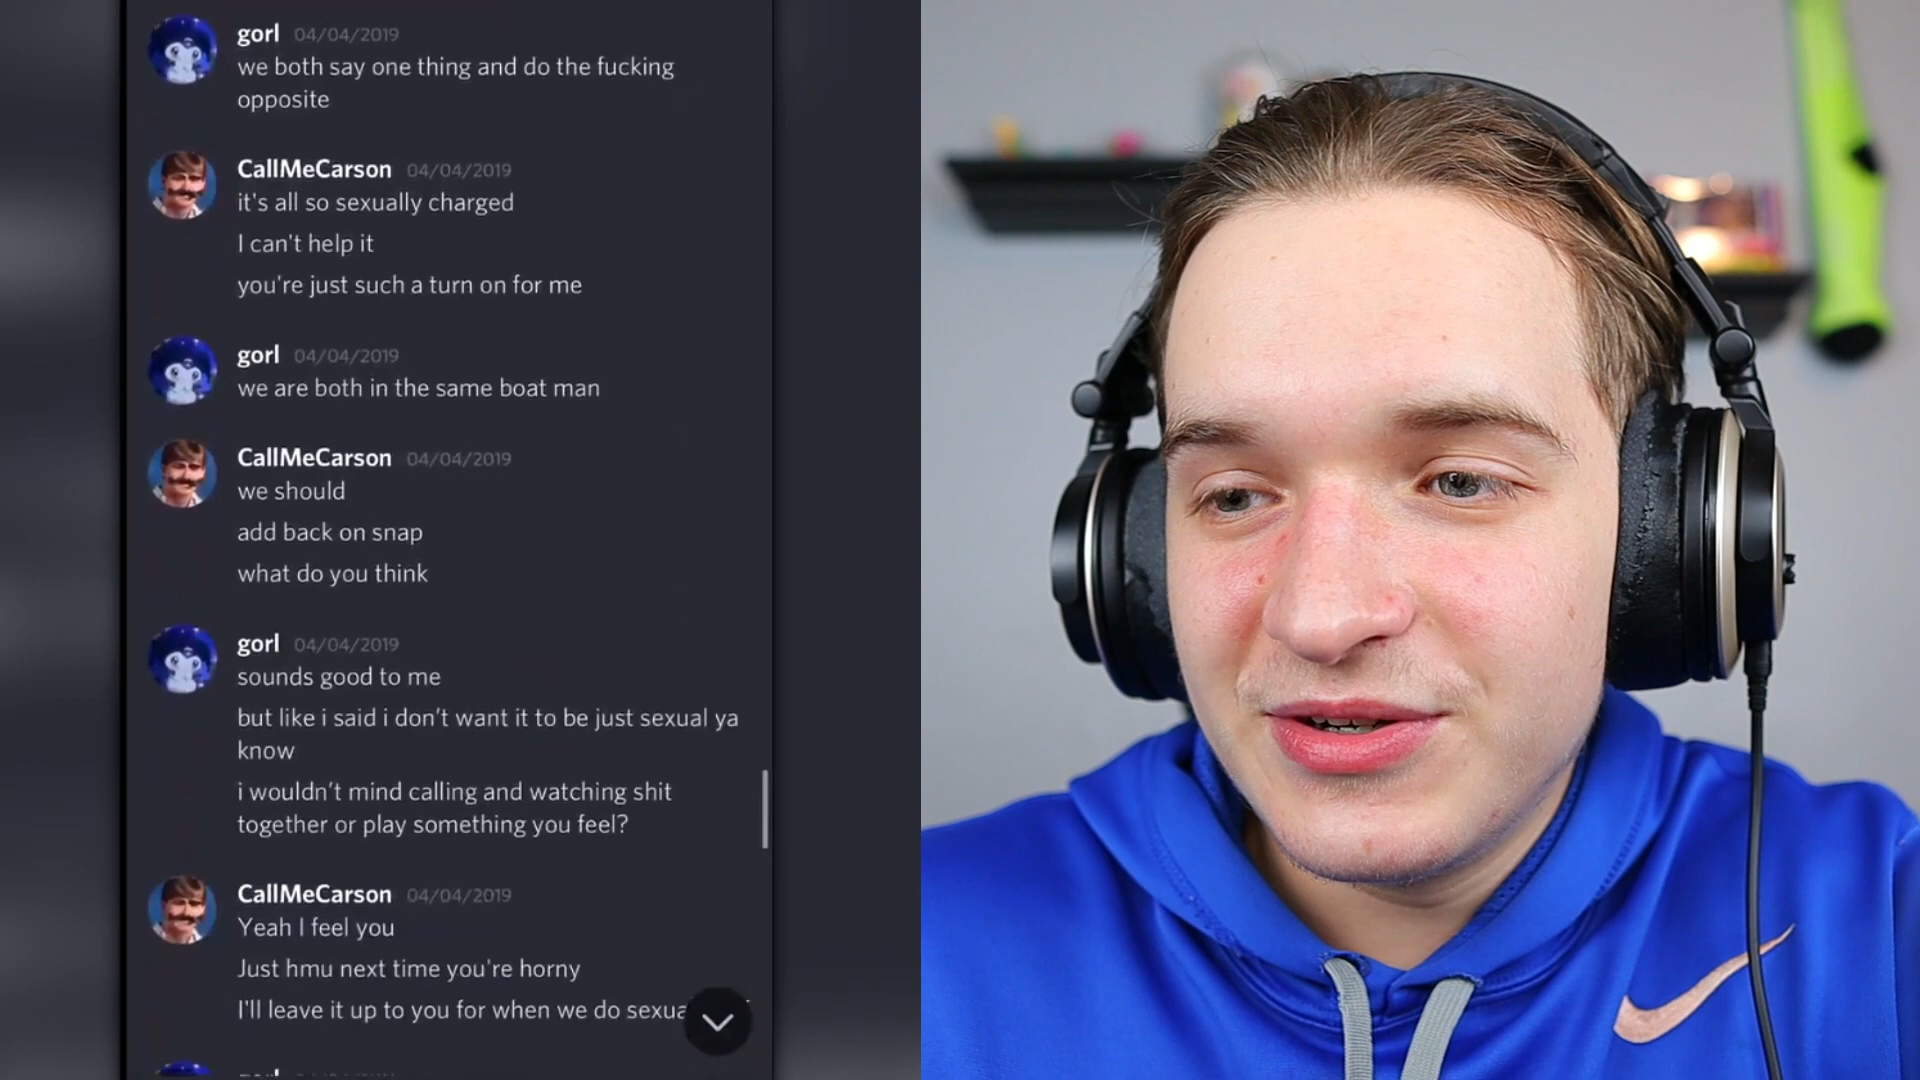 gorl 04/04/2019
we both say one thing and do the fucking
opposite
CallMeCarson 04/04/2019
it's all so sexually charged
I can't help it
you're just such a turn on for me
gorl 04/04/2019
we are both in the same boat man
CallMeCarson 04/04/2019
we should
add back on snap
what do you think
gorl 04/04/2019
sounds good to me
but like i said i don't want it to be just sexual ya
know
i wouldn't mind calling and watching shit
together or play something you feel?
CallMeCarson 04/04/2019
Yeah I feel you
Just hmu next time you're horny
I'll leave it up to you for when we do